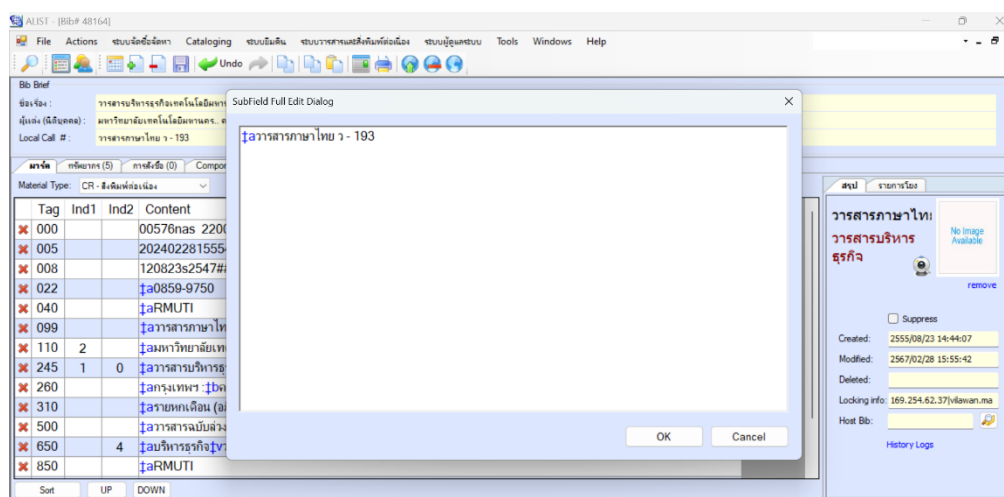 ALIST - [Bib# 48164]
File Actions ระบบจัดซื้อจัดหา Cataloging ระบบยืมคืน ระบบวารสารและสิ่งพิมพ์ต่อเนื่อง ระบบผู้ดูแลระบบ Tools Windows Help
Undo
Bib Brief
ชื่อเรื่อง : วารสารบริหารธุรกิจเทคโนโลยีมหา
ผู้แต่ง (นิติบุคคล) : มหาวิทยาลัยเทคโนโลยีมหานคร..
Local Call #: วารสารภาษาไทย ว - 193
SubField Full Edit Dialog
‡aวารสารภาษาไทย ว - 193
OK Cancel
มาร์ค ทรัพยากร (5) การสั่งซื้อ (0) Compor
Material Type: CR - สิ่งพิมพ์ต่อเนื่อง
Tag Ind1 Ind2 Content
000 00576nas 2200
005 20240228155554
008 120823s2547##
022 ‡a0859-9750
040 ‡aRMUTI
099 ‡aวารสารภาษาไท
110 2 ‡aมหาวิทยาลัยเท
245 1 0 ‡aวารสารบริหารธุ
260 ‡aกรุงเทพฯ :‡bค
310 ‡aรายหกเดือน
500 ‡aวารสารฉบับล่วง
650 4 ‡aบริหารธุรกิจ‡vว
850 ‡aRMUTI
Sort UP DOWN
สรุป รายการโยง
วารสารภาษาไท
วารสารบริหาร
ธุรกิจ
No Image
Available
remove
Suppress
Created: 2555/08/23 14:44:07
Modified: 2567/02/28 15:55:42
Deleted:
Locking info: 169.254.62.37|vilawan.ma
Host Bib:
History Logs